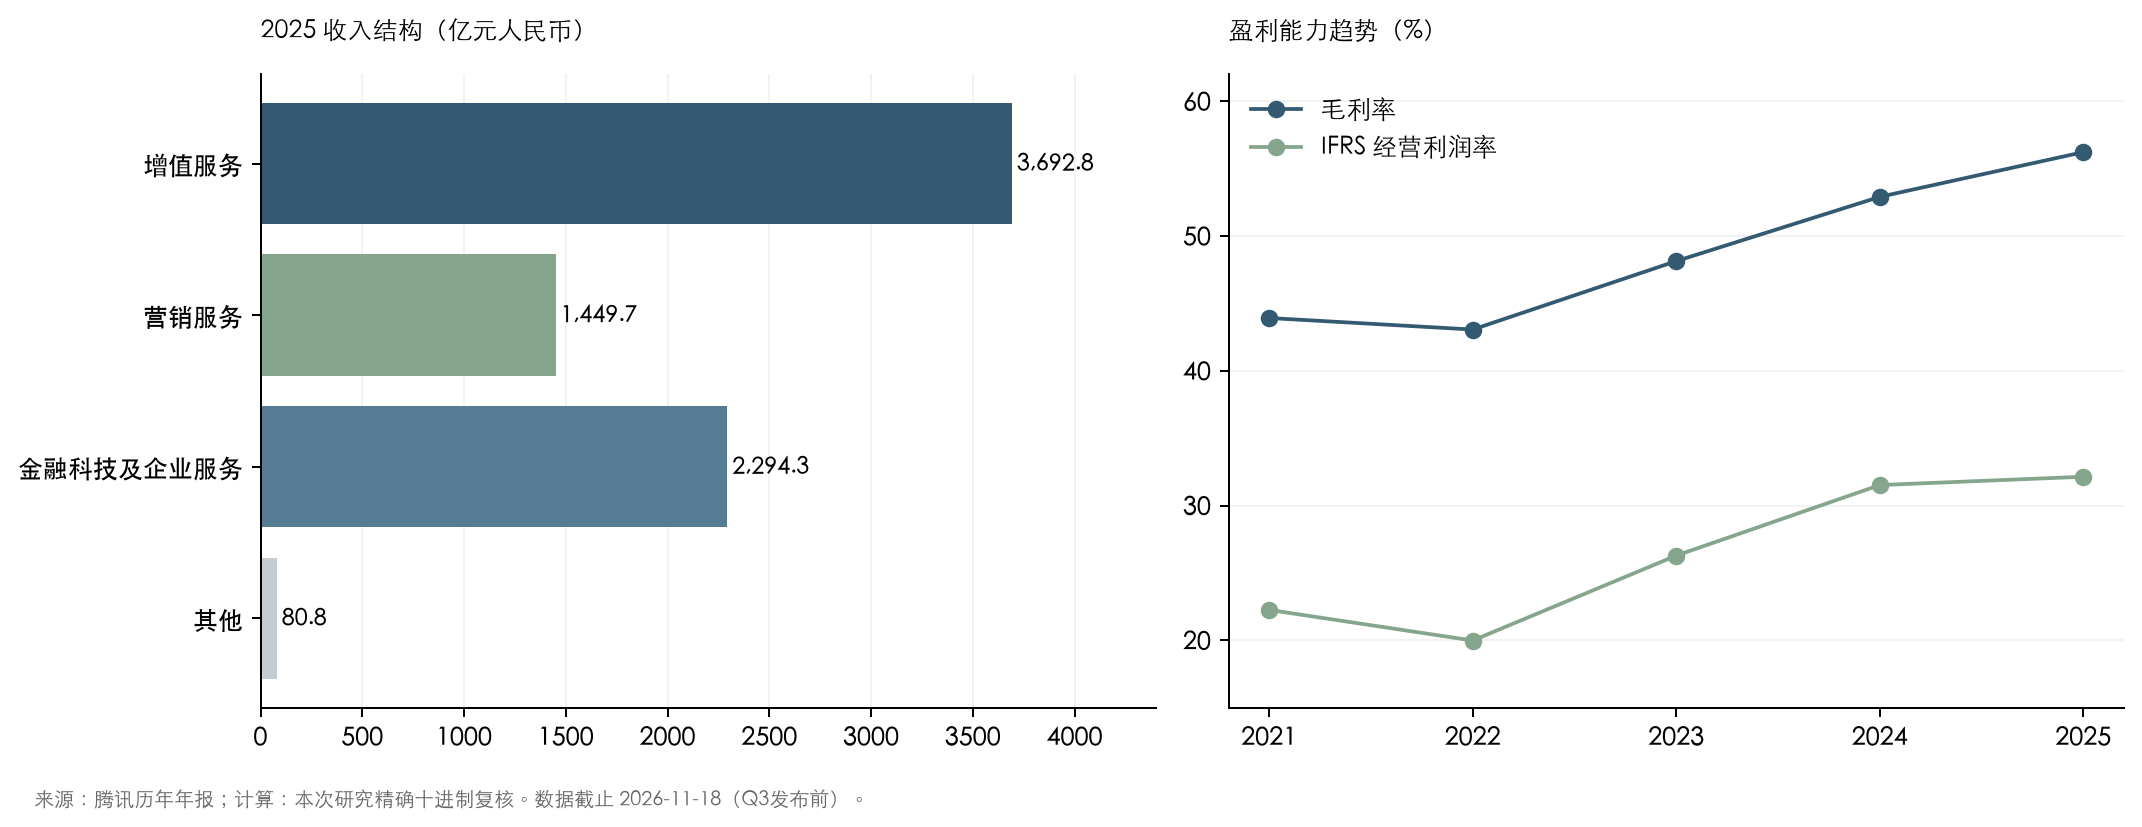 2025 收入结构（亿元人民币）
增值服务
3,692.8
营销服务
1,449.7
金融科技及企业服务
2,294.3
其他
80.8
0 500 1000 1500 2000 2500 3000 3500 4000
盈利能力趋势（%）
毛利率
IFRS 经营利润率
60
50
40
30
20
2021 2022 2023 2024 2025
来源：腾讯历年年报；计算：本次研究精确十进制复核。数据截止 2026-11-18（Q3发布前）。